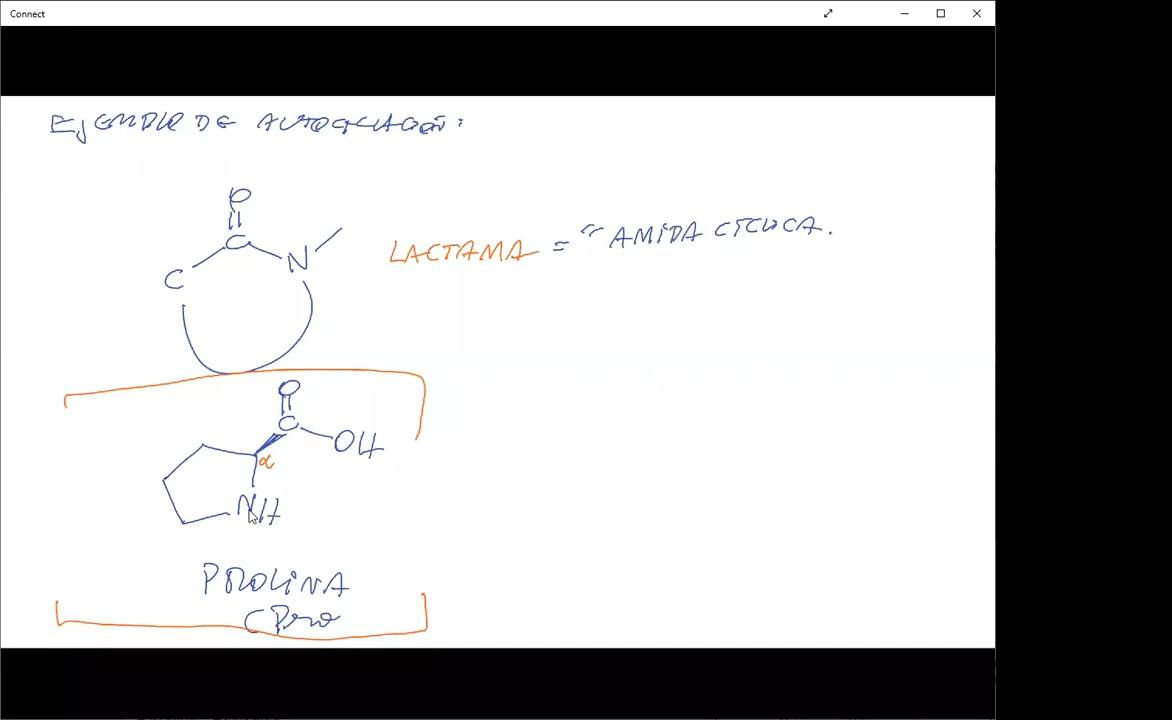 Connect
EJEMPLO DE AUTOCICLACIÓN:
O
C
N
C
LACTAMA = " AMIDA CÍCLICA.
O
C
OH
α
NH
PROLINA
(Pro